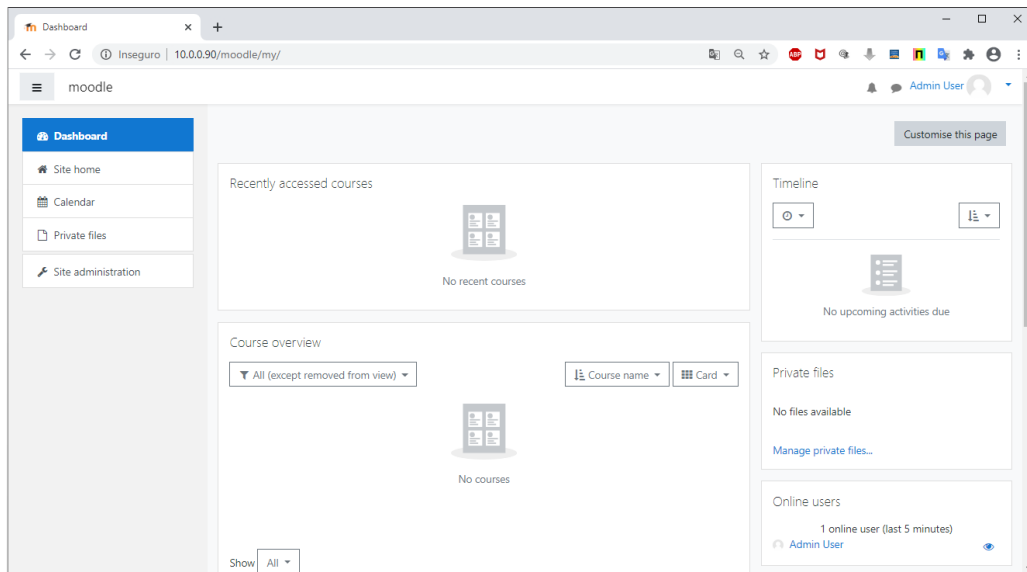 Dashboard
Inseguro | 10.0.0.90/moodle/my/
ABP
moodle
Admin User
Dashboard
Customise this page
Site home
Calendar
Private files
Site administration
Recently accessed courses
No recent courses
Timeline
No upcoming activities due
Course overview
All (except removed from view)
Course name
Card
No courses
Show All
Private files
No files available
Manage private files...
Online users
1 online user (last 5 minutes)
Admin User